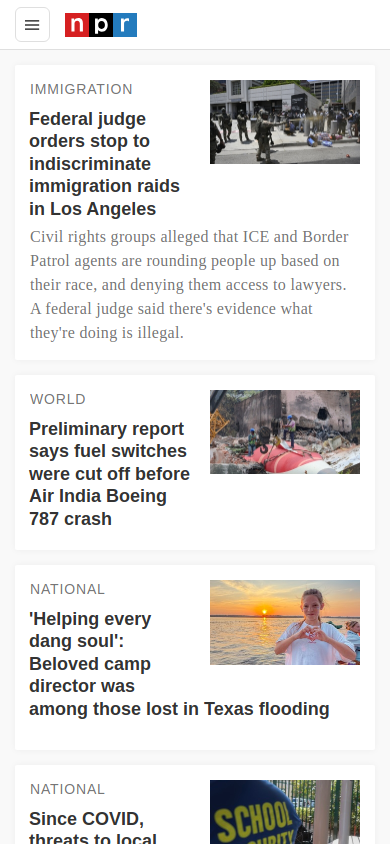 npr
IMMIGRATION
Federal judge
orders stop to
indiscriminate
immigration raids
in Los Angeles
Civil rights groups alleged that ICE and Border
Patrol agents are rounding people up based on
their race, and denying them access to lawyers.
A federal judge said there's evidence what
they're doing is illegal.
WORLD
Preliminary report
says fuel switches
were cut off before
Air India Boeing
787 crash
NATIONAL
'Helping every
dang soul':
Beloved camp
director was
among those lost in Texas flooding
NATIONAL
Since COVID,
threats to local
SCHOOL
SECURITY